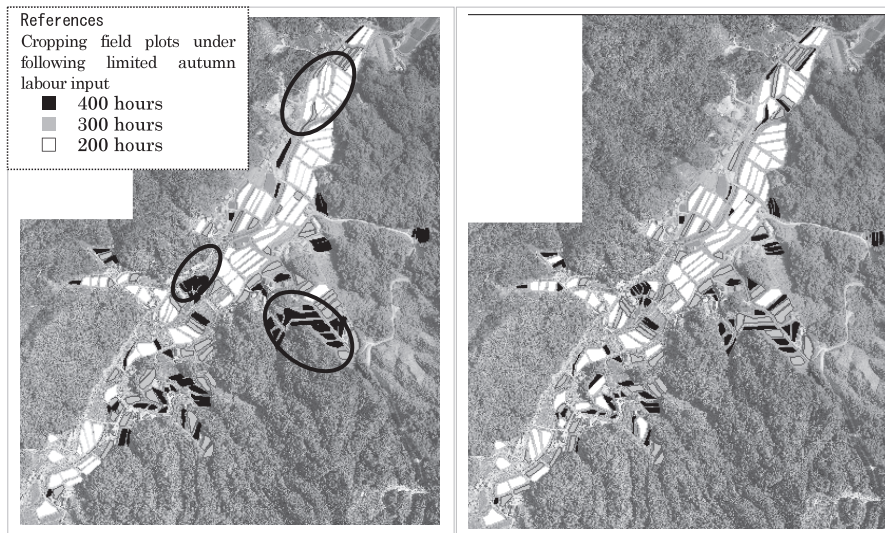 References
Cropping field plots under
following limited autumn
labour input
400 hours
300 hours
200 hours